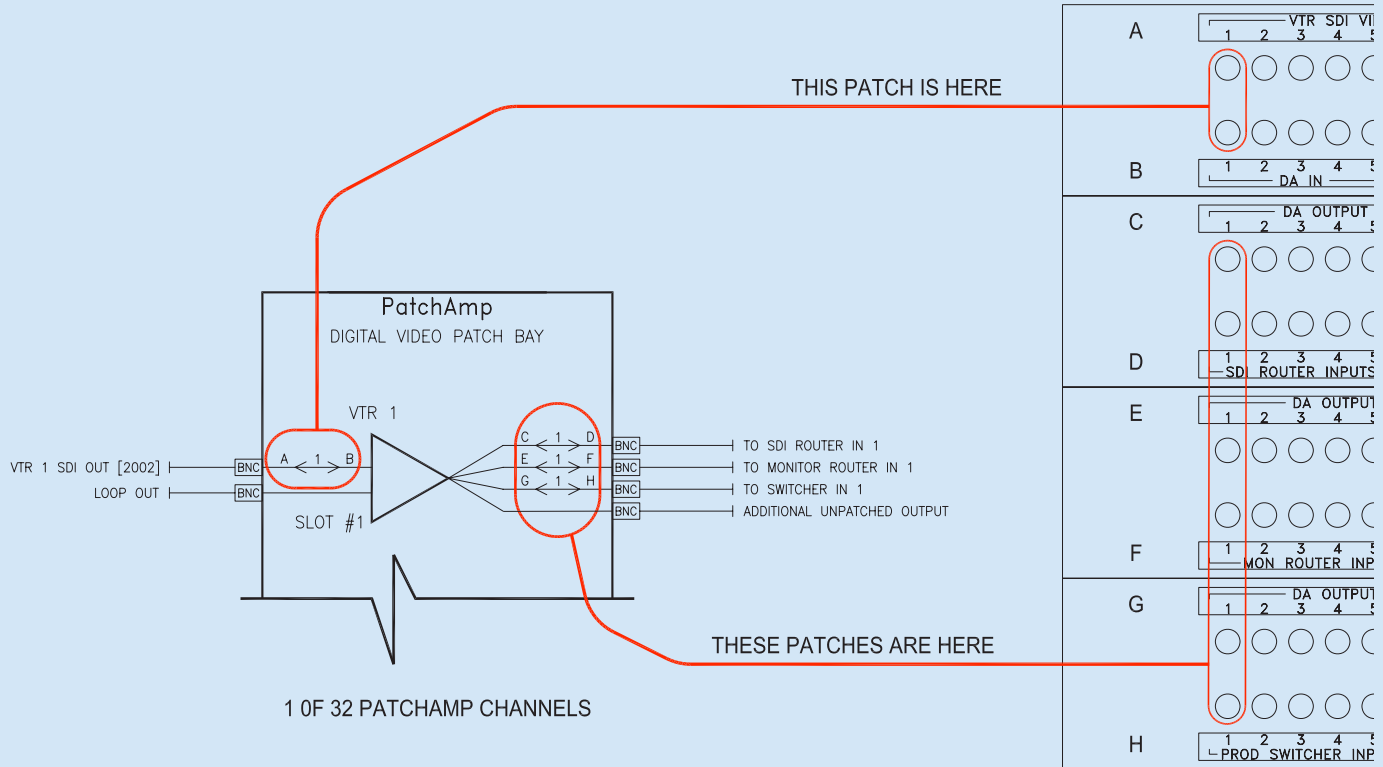 A
VTR SDI
1 2 3 4 5
THIS PATCH IS HERE
1 2 3 4 5
B
DA IN
DA OUTPUT
C
1 2 3 4 5
PatchAmp
DIGITAL VIDEO PATCH BAY
1 2 3 4 5
D
SDI ROUTER INPUTS
DA OUTPUT
E
VTR 1
1 2 3 4 5
C 1 D
BNC
TO SDI ROUTER IN 1
VTR 1 SDI OUT [2002]
BNC
A 1 B
E 1 F
BNC
TO MONITOR ROUTER IN 1
LOOP OUT
BNC
G 1 H
BNC
TO SWITCHER IN 1
BNC
ADDITIONAL UNPATCHED OUTPUT
SLOT #1
1 2 3 4 5
F
MON ROUTER INP
DA OUTPUT
G
1 2 3 4 5
THESE PATCHES ARE HERE
1 0F 32 PATCHAMP CHANNELS
1 2 3 4 5
H
PROD SWITCHER INP